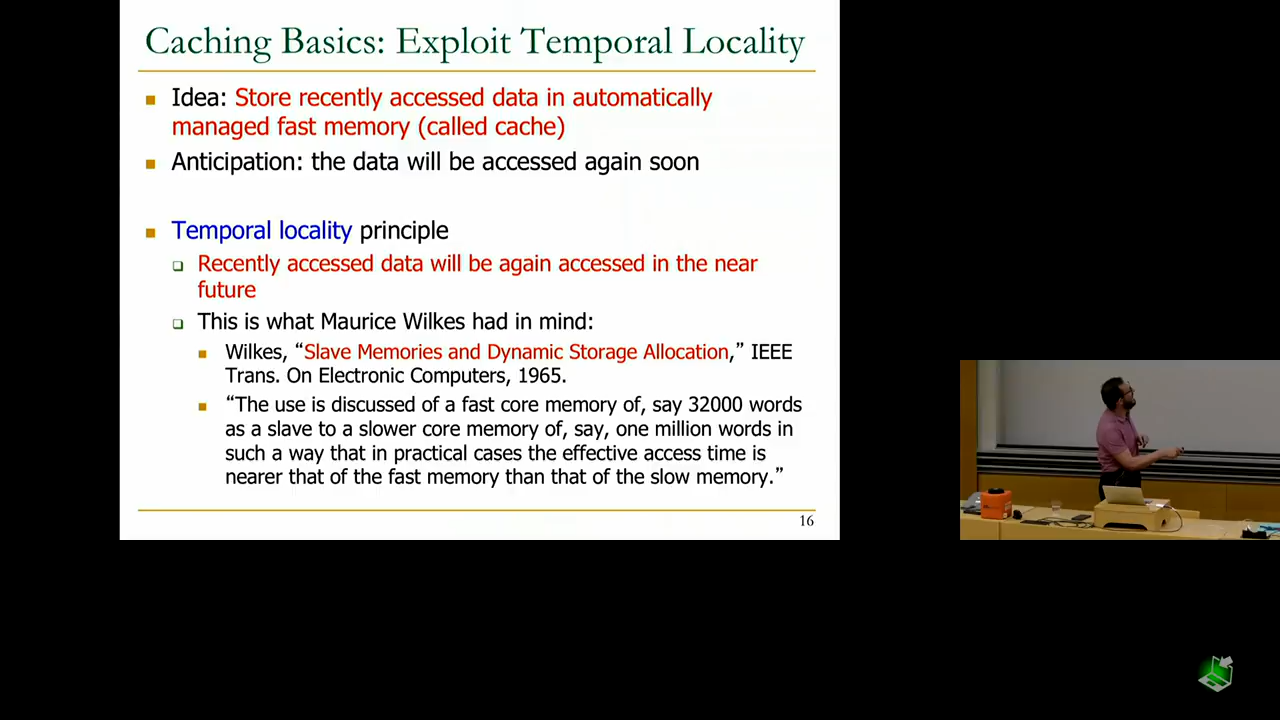 Caching Basics: Exploit Temporal Locality
Idea: Store recently accessed data in automatically
managed fast memory (called cache)
Anticipation: the data will be accessed again soon
Temporal locality principle
Recently accessed data will be again accessed in the near
future
This is what Maurice Wilkes had in mind:
Wilkes, “Slave Memories and Dynamic Storage Allocation,” IEEE
Trans. On Electronic Computers, 1965.
“The use is discussed of a fast core memory of, say 32000 words
as a slave to a slower core memory of, say, one million words in
such a way that in practical cases the effective access time is
nearer that of the fast memory than that of the slow memory.”
16